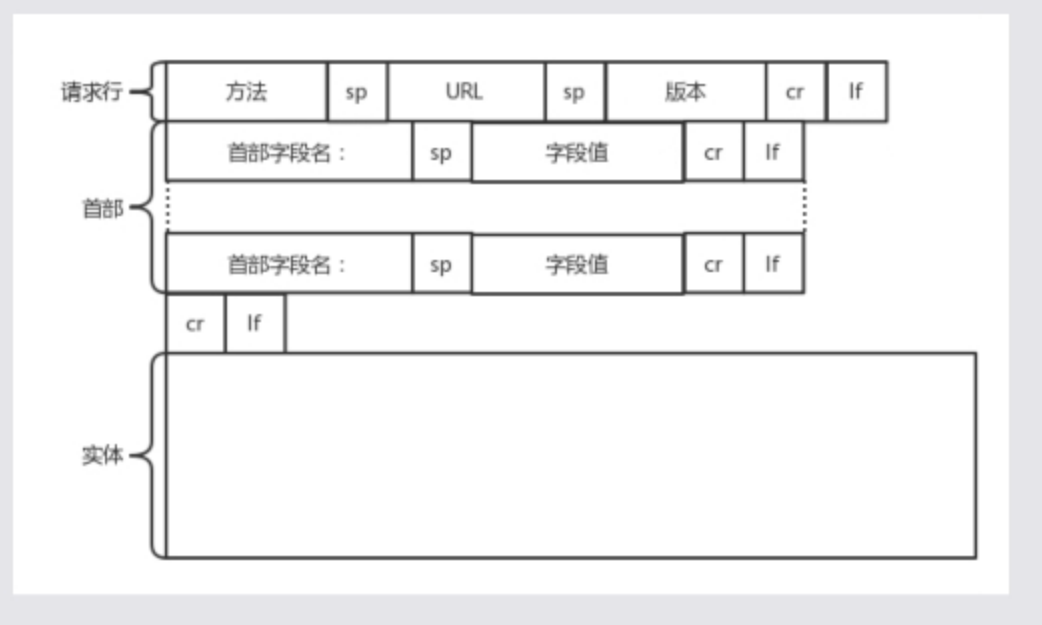 请求行 方法 sp URL sp 版本 cr lf
首部字段名： sp 字段值 cr lf
首部
首部字段名： sp 字段值 cr lf
cr lf
实体